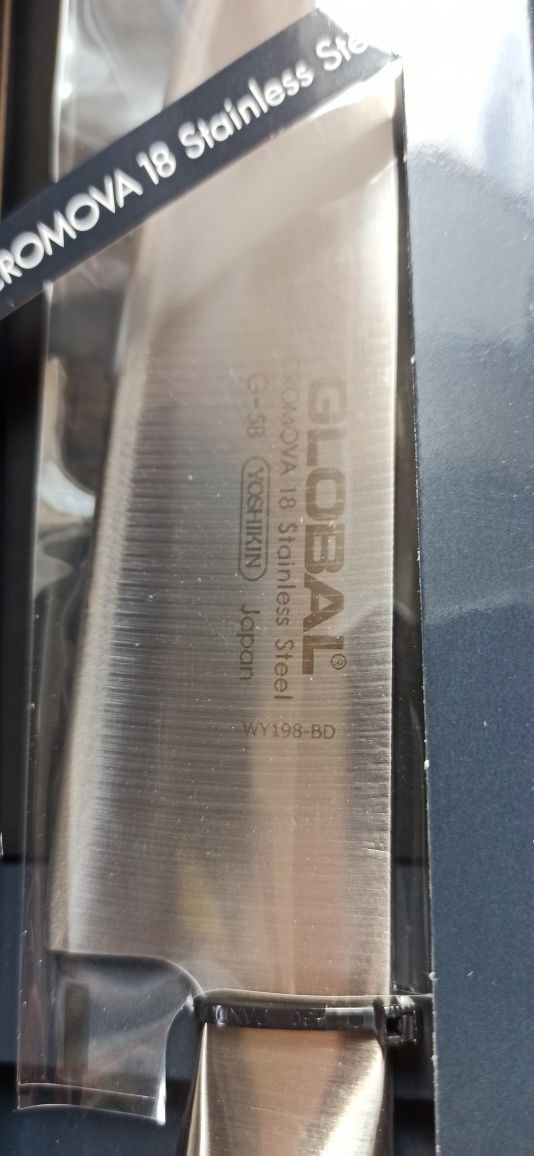 CROMOVA 18 Stainless Ste
GLOBAL®
CROMOVA 18 Stainless Steel
G-58 YOSHIKIN Japan
WY198-BD